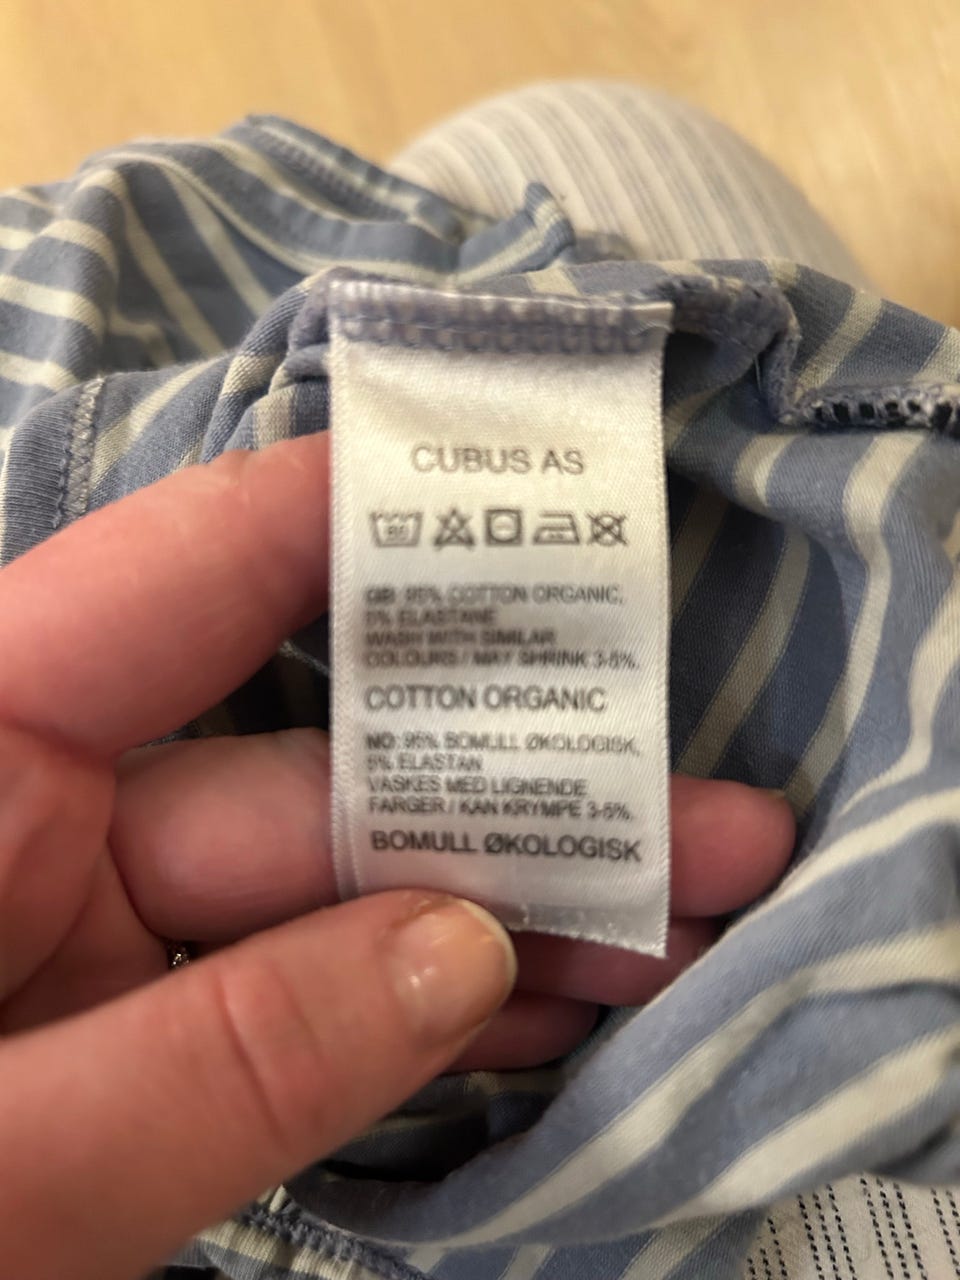 CUBUS AS
GB: 95% COTTON ORGANIC,
5% ELASTANE
WASH WITH SIMILAR
COLOURS / MAY SHRINK 3-5%.
COTTON ORGANIC
NO: 95% BOMULL ØKOLOGISK,
5% ELASTAN
VASKES MED LIGNENDE
FARGER / KAN KRYMPE 3-5%.
BOMULL ØKOLOGISK